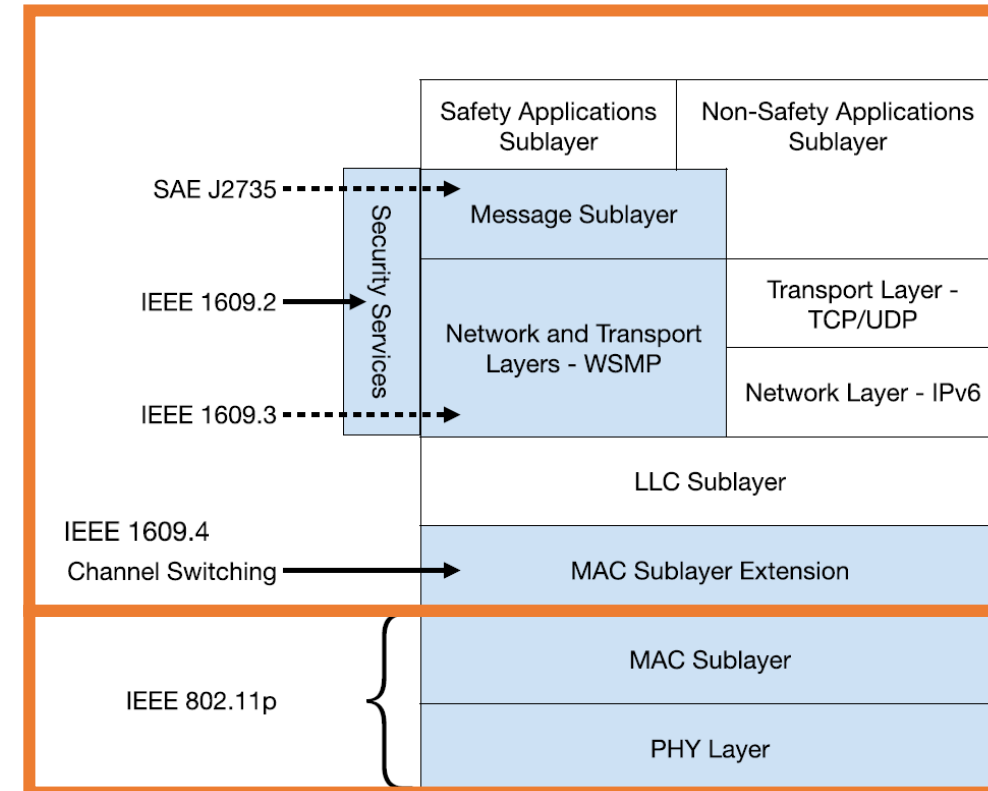 Safety Applications
Sublayer
Non-Safety Applications
Sublayer
SAE J2735
Message Sublayer
Security Services
IEEE 1609.2
Network and Transport
Layers - WSMP
Transport Layer -
TCP/UDP
Network Layer - IPv6
IEEE 1609.3
LLC Sublayer
IEEE 1609.4
Channel Switching
MAC Sublayer Extension
MAC Sublayer
IEEE 802.11p
PHY Layer